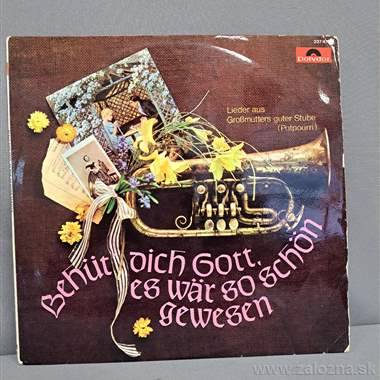 Polydor
Lieder aus
Großmutters guter Stube
(Potpourri)
Behüt dich Gott,
es wär so schön
gewesen
www.zalozna.sk